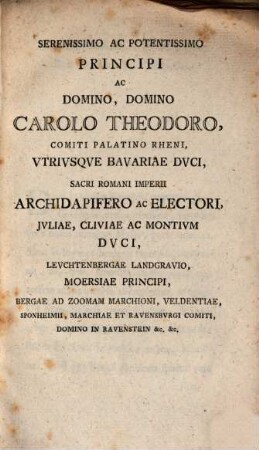 SERENISSIMO AC POTENTISSIMO
PRINCIPI
AC
DOMINO, DOMINO
CAROLO THEODORO,
COMITI PALATINO RHENI,
VTRIVSQVE BAVARIAE DVCI,
SACRI ROMANI IMPERII
ARCHIDAPIFERO AC ELECTORI,
JVLIAE, CLIVIAE AC MONTIVM
DVCI,
LEVCHTENBERGAE LANDGRAVIO,
MOERSIAE PRINCIPI,
BERGAE AD ZOOMAM MARCHIONI, VELDENTIAE,
SPONHEIMII, MARCHIAE ET RAVENSBVRGI COMITI,
DOMINO IN RAVENSTEIN &c. &c.